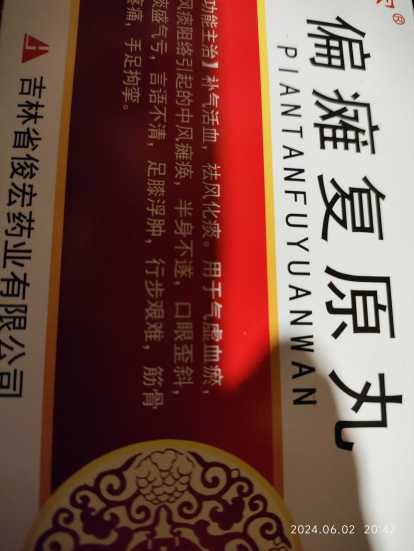 ®
偏瘫复原丸
PIANTANFUYUANWAN
功能主治】补气活血，祛风化痰。用于气虚血瘀，
风痰阻络引起的中风瘫痪，半身不遂，口眼歪斜，
痰盛气亏，言语不清，足膝浮肿，行步艰难，筋骨
疼痛，手足拘挛。
吉林省俊宏药业有限公司
2024.06.02 20:42